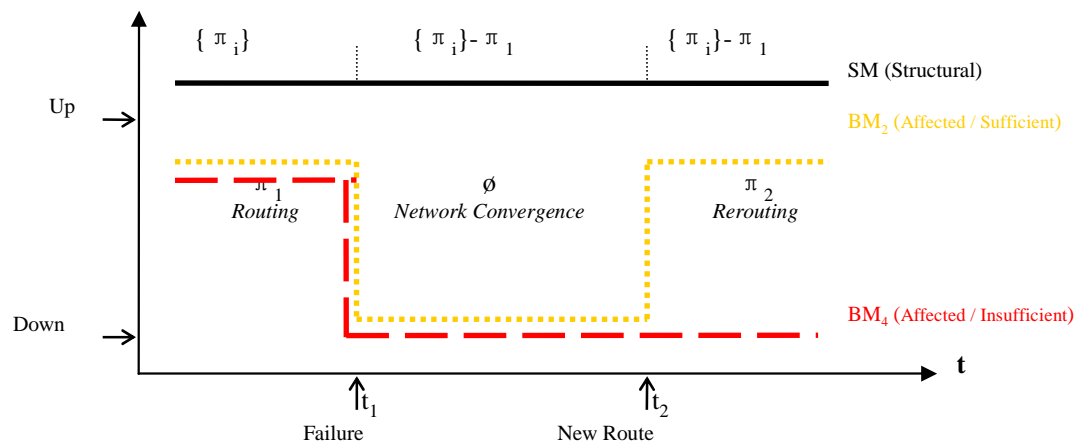 { π i} { π i}- π 1 { π i}- π 1
SM (Structural)
Up
BM2 (Affected / Sufficient)
π 1 ø π 2
Routing Network Convergence Rerouting
BM4 (Affected / Insufficient)
Down
t
t1 t2
Failure New Route